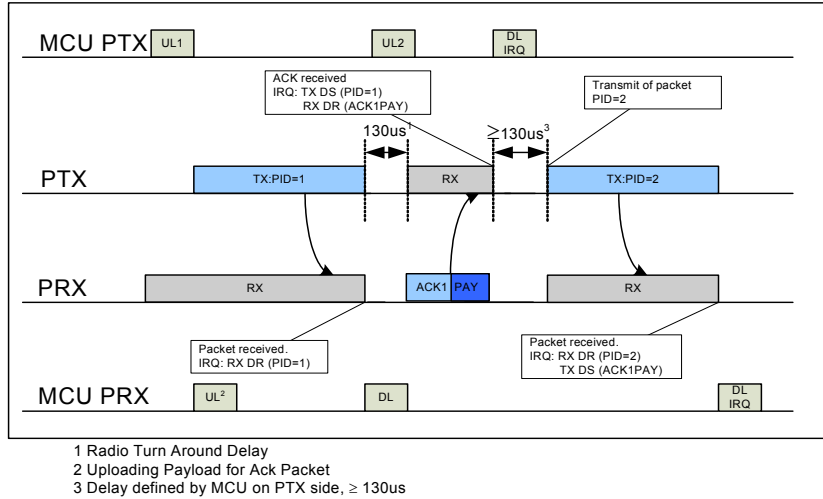 MCU PTX
UL1
UL2
DL
IRQ
ACK received
IRQ: TX DS (PID=1)
RX DR (ACK1PAY)
Transmit of packet
PID=2
130us1
≥130us3
PTX
TX:PID=1
RX
TX:PID=2
PRX
RX
ACK1 PAY
RX
Packet received.
IRQ: RX DR (PID=1)
Packet received.
IRQ: RX DR (PID=2)
TX DS (ACK1PAY)
MCU PRX
UL2
DL
DL
IRQ
1 Radio Turn Around Delay
2 Uploading Payload for Ack Packet
3 Delay defined by MCU on PTX side, ≥ 130us